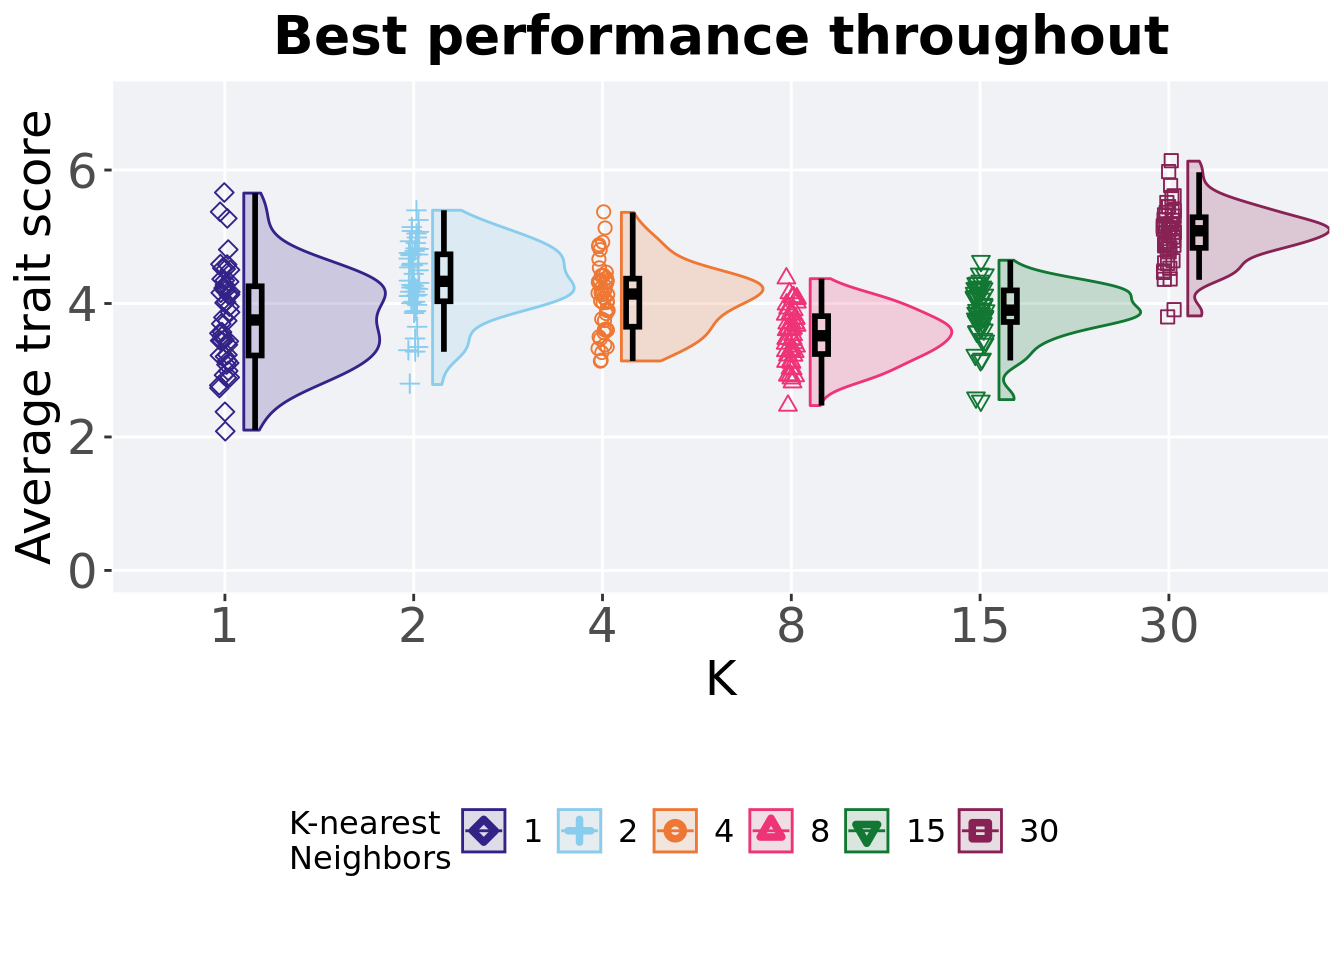 Best performance throughout
Average trait score
6
4
2
0
1 2 4 8 15 30
K
K-nearest
Neighbors
1 2 4 8 15 30